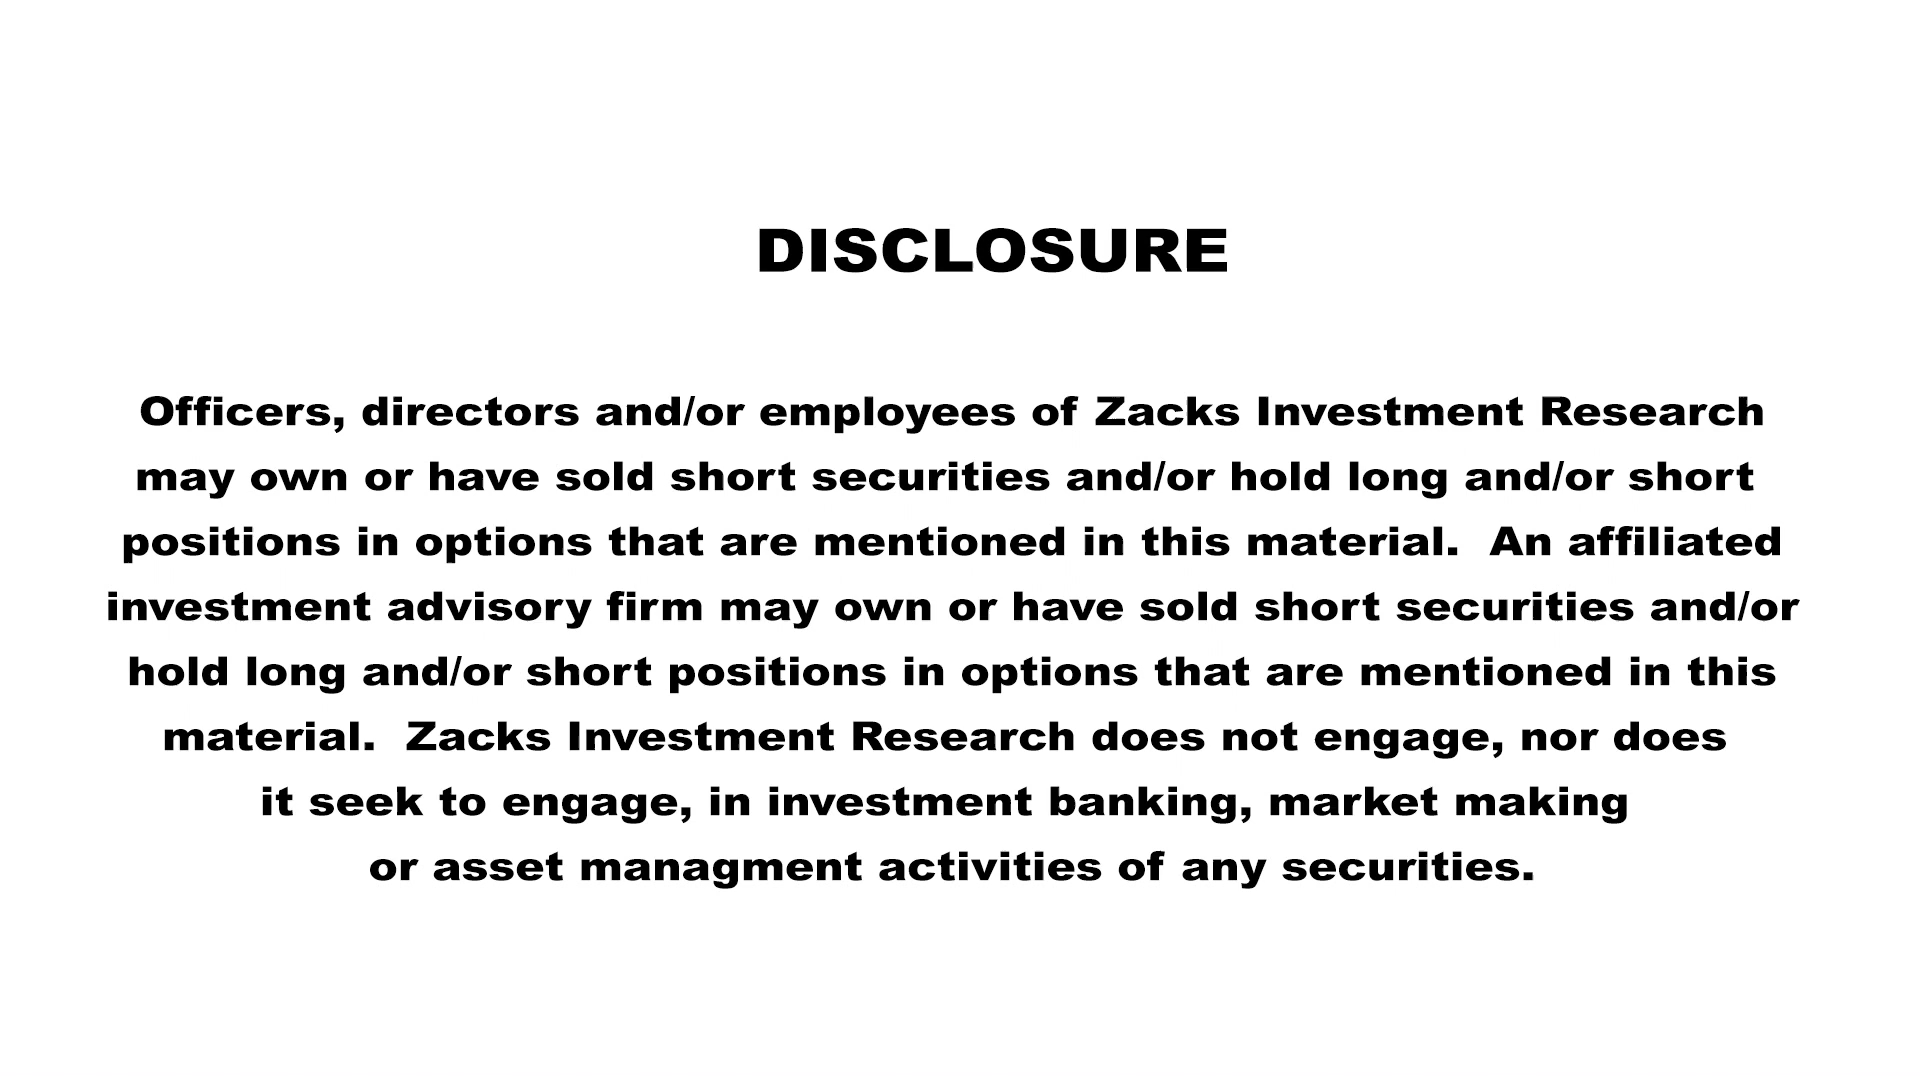 DISCLOSURE
Officers, directors and/or employees of Zacks Investment Research
may own or have sold short securities and/or hold long and/or short
positions in options that are mentioned in this material.  An affiliated
investment advisory firm may own or have sold short securities and/or
hold long and/or short positions in options that are mentioned in this
material.  Zacks Investment Research does not engage, nor does
it seek to engage, in investment banking, market making
or asset managment activities of any securities.